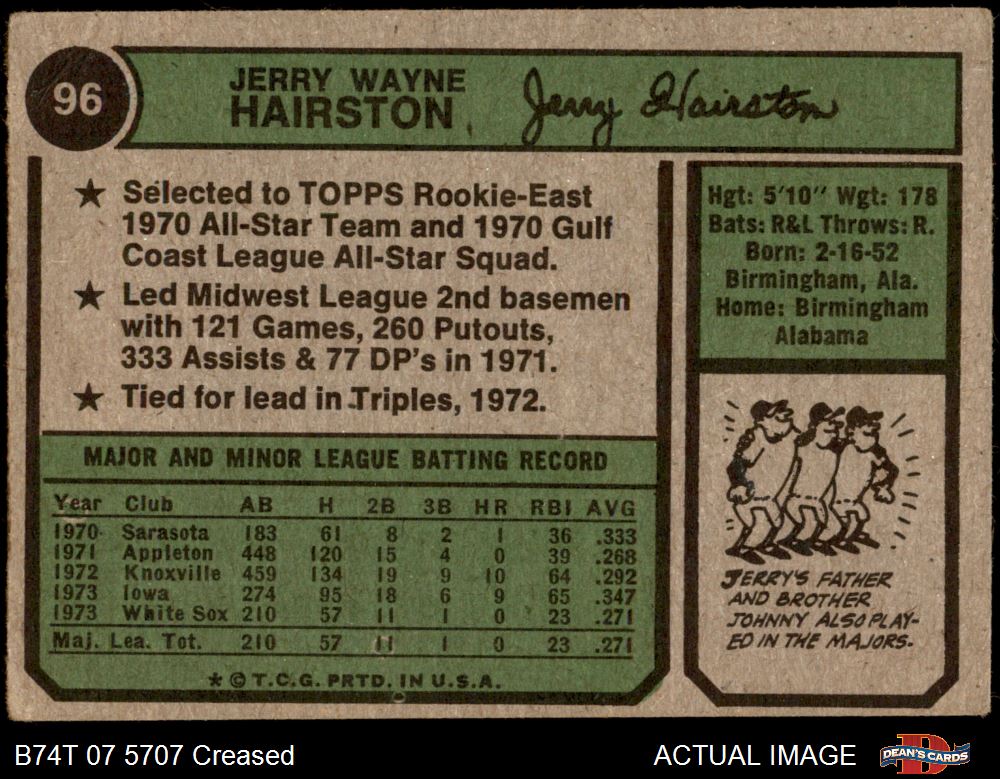 96
JERRY WAYNE
HAIRSTON
Jerry Hairston
★ Selected to TOPPS Rookie-East
1970 All-Star Team and 1970 Gulf
Coast League All-Star Squad.
★ Led Midwest League 2nd basemen
with 121 Games, 260 Putouts,
333 Assists & 77 DP's in 1971.
★ Tied for lead in Triples, 1972.
Hgt: 5'10" Wgt: 178
Bats: R&L Throws: R.
Born: 2-16-52
Birmingham, Ala.
Home: Birmingham
Alabama
MAJOR AND MINOR LEAGUE BATTING RECORD
Year Club AB H 2B 3B HR RBI AVG
1970 Sarasota 183 61 8 2 1 36 .333
1971 Appleton 448 120 15 4 0 39 .268
1972 Knoxville 459 134 19 9 10 64 .292
1973 Iowa 274 95 18 6 9 65 .347
1973 White Sox 210 57 11 1 0 23 .271
Maj. Lea. Tot. 210 57 11 1 0 23 .271
* © T.C.G. PRTD. IN U.S.A.
JERRY'S FATHER
AND BROTHER
JOHNNY ALSO PLAY-
ED IN THE MAJORS.
B74T 07 5707 Creased
ACTUAL IMAGE
DEAN'S CARDS